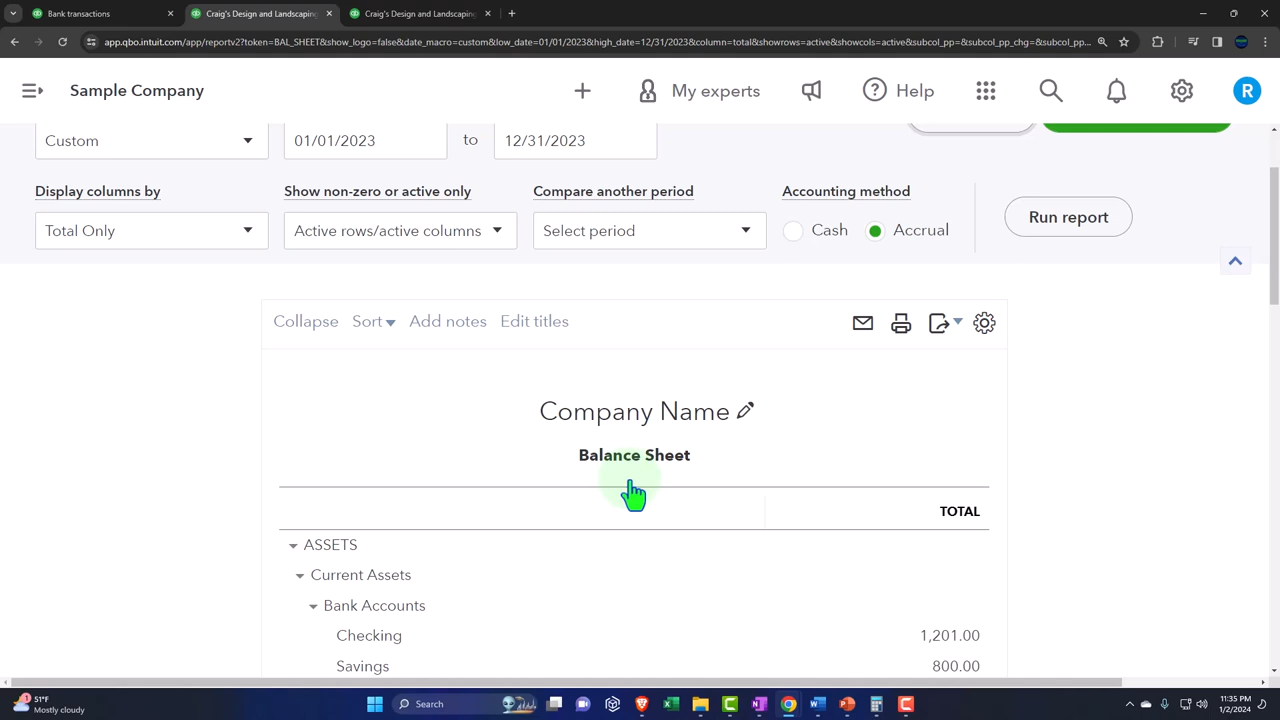 Bank transactions
Craig's Design and Landscaping
Craig's Design and Landscaping
app.qbo.intuit.com/app/reportv2?token=BAL_SHEET&show_logo=false&date_macro=custom&low_date=01/01/2023&high_date=12/31/2023&column=total&showrows=active&showcols=active&subcol_pp=&subcol_pp_chg=&subcol_pp...
Sample Company
My experts
Help
R
Custom
01/01/2023
to
12/31/2023
Display columns by
Show non-zero or active only
Compare another period
Accounting method
Total Only
Active rows/active columns
Select period
Cash
Accrual
Run report
Collapse
Sort
Add notes
Edit titles
Company Name
Balance Sheet
TOTAL
ASSETS
Current Assets
Bank Accounts
Checking 1,201.00
Savings 800.00
1
51°F
Mostly cloudy
Search
11:35 PM
1/2/2024